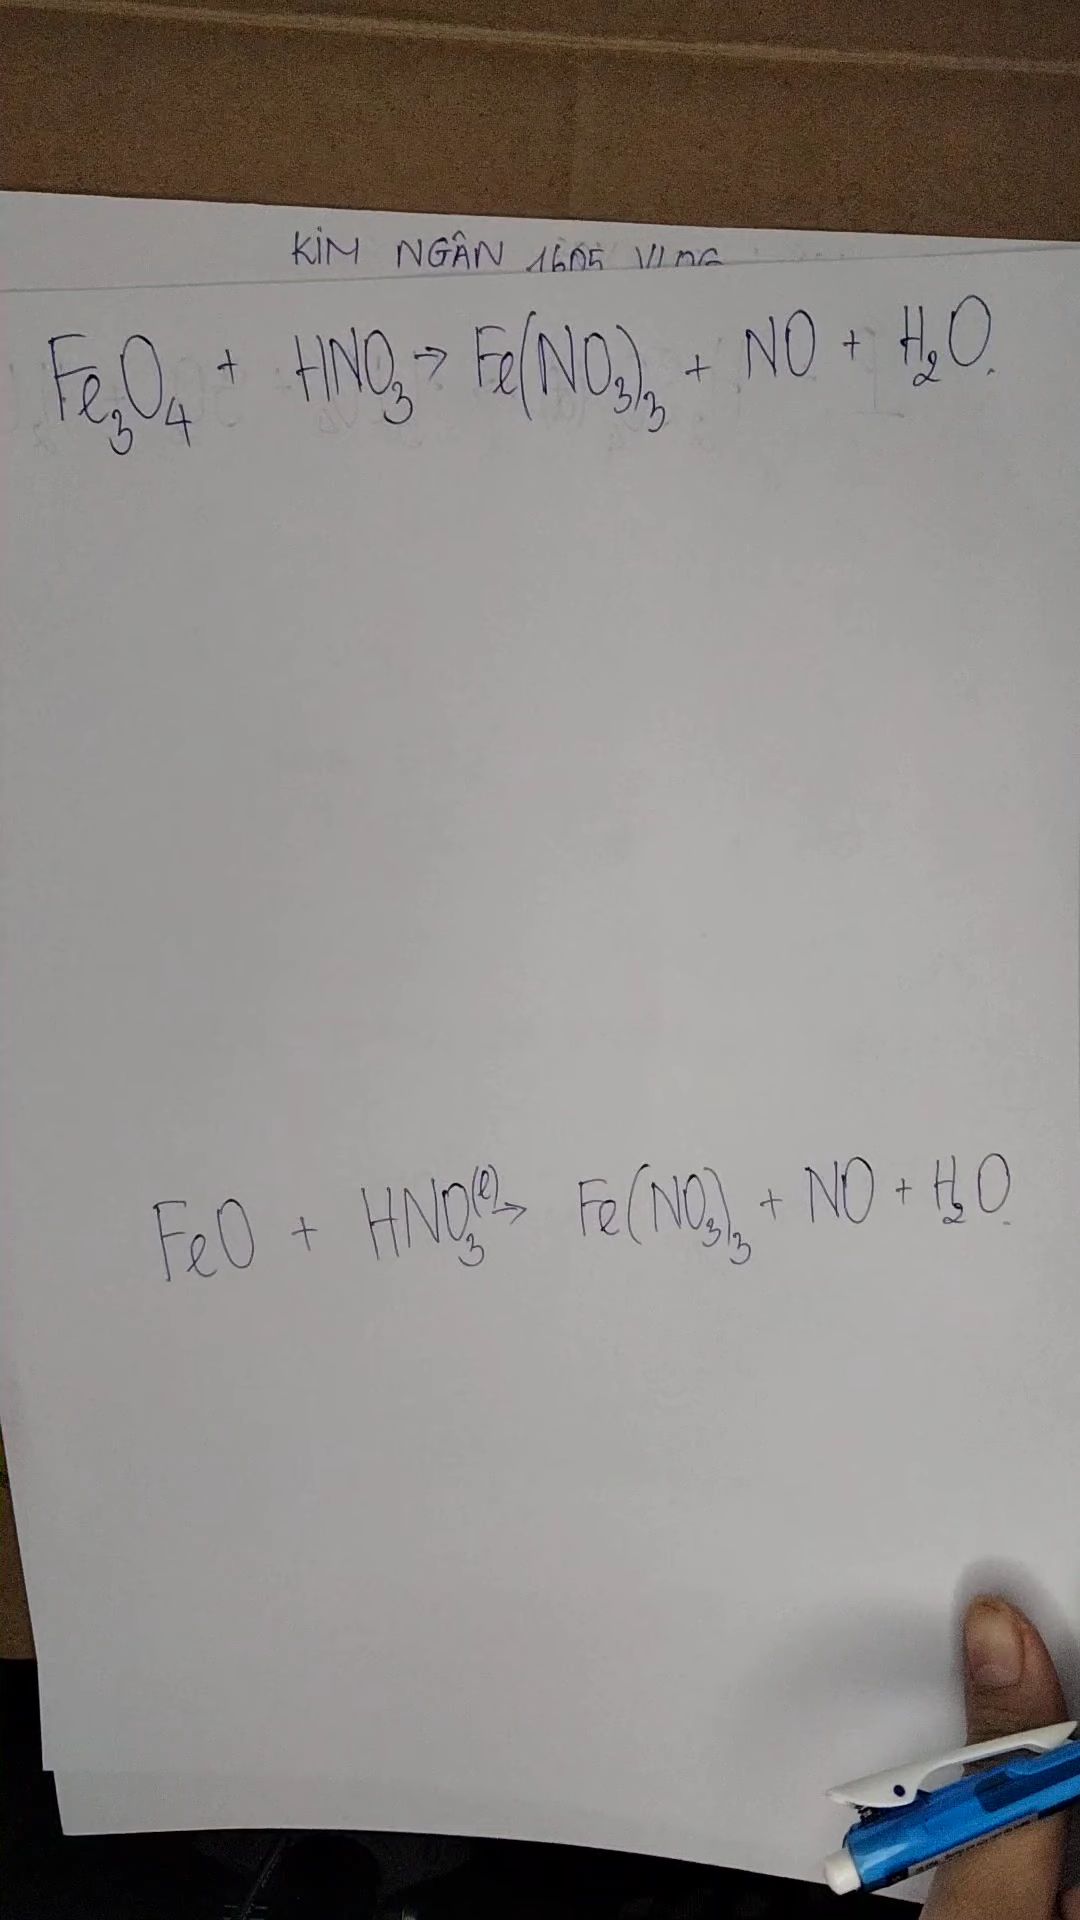 KIM NGÂN
Fe₃O₄ + HNO₃ → Fe(NO₃)₃ + NO + H₂O.
FeO + HNO₃(l) → Fe(NO₃)₃ + NO + H₂O.